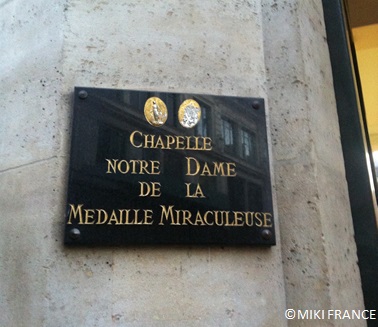 CHAPELLE
NOTRE DAME
DE LA
MEDAILLE MIRACULEUSE
©MIKI FRANCE